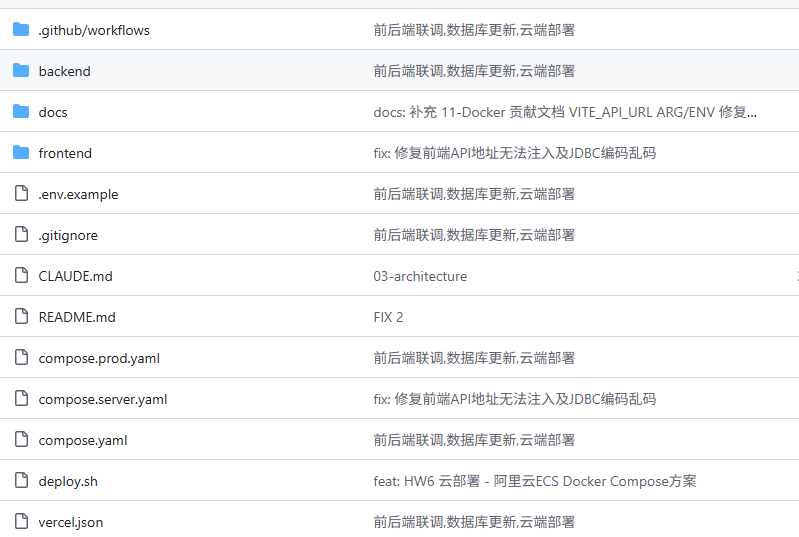 .github/workflows 前后端联调,数据库更新,云端部署
backend 前后端联调,数据库更新,云端部署
docs docs: 补充 11-Docker 贡献文档 VITE_API_URL ARG/ENV 修复...
frontend fix: 修复前端API地址无法注入及JDBC编码乱码
.env.example 前后端联调,数据库更新,云端部署
.gitignore 前后端联调,数据库更新,云端部署
CLAUDE.md 03-architecture
README.md FIX 2
compose.prod.yaml 前后端联调,数据库更新,云端部署
compose.server.yaml fix: 修复前端API地址无法注入及JDBC编码乱码
compose.yaml 前后端联调,数据库更新,云端部署
deploy.sh feat: HW6 云部署 - 阿里云ECS Docker Compose方案
vercel.json 前后端联调,数据库更新,云端部署